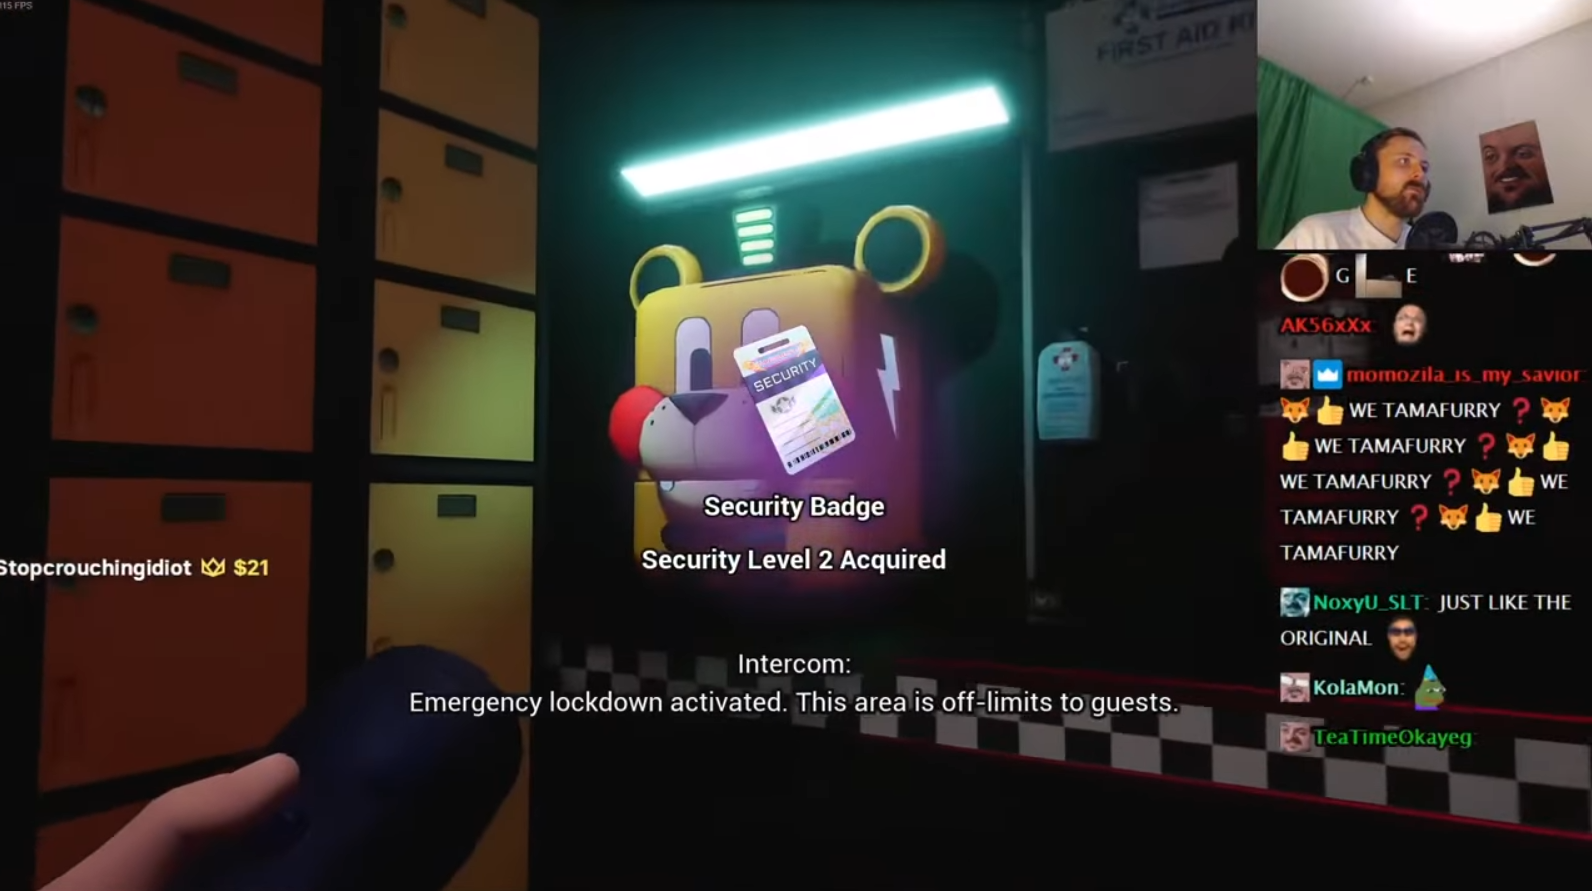 115 FPS
FIRST AID
SECURITY
Security Badge
Security Level 2 Acquired
Stopcrouchingidiot $21
Intercom:
Emergency lockdown activated. This area is off-limits to guests.
G E
AK56xXx:
momozila_is_my_savior
👍 WE TAMAFURRY ❓
👍 WE TAMAFURRY ❓ 👍
WE TAMAFURRY ❓ 👍 WE
TAMAFURRY ❓ 👍 WE
TAMAFURRY
NoxyU_SLT: JUST LIKE THE
ORIGINAL
KolaMon:
TeaTimeOkayeg: